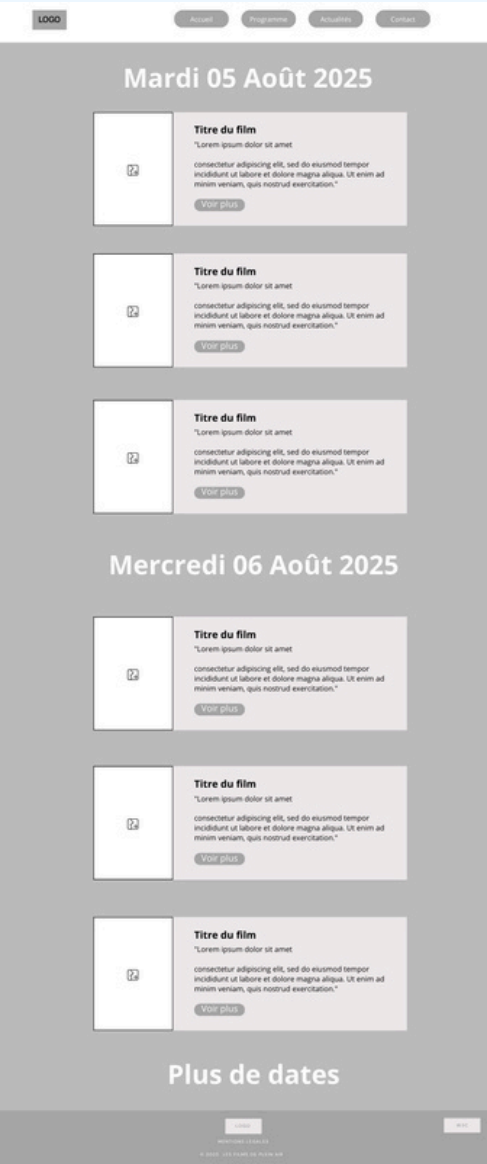 LOGO
Accueil
Programme
Actualités
Contact
Mardi 05 Août 2025
Titre du film
"Lorem ipsum dolor sit amet
consectetur adipiscing elit, sed do eiusmod tempor
incididunt ut labore et dolore magna aliqua. Ut enim ad
minim veniam, quis nostrud exercitation."
Voir plus
Titre du film
"Lorem ipsum dolor sit amet
consectetur adipiscing elit, sed do eiusmod tempor
incididunt ut labore et dolore magna aliqua. Ut enim ad
minim veniam, quis nostrud exercitation."
Voir plus
Titre du film
"Lorem ipsum dolor sit amet
consectetur adipiscing elit, sed do eiusmod tempor
incididunt ut labore et dolore magna aliqua. Ut enim ad
minim veniam, quis nostrud exercitation."
Voir plus
Mercredi 06 Août 2025
Titre du film
"Lorem ipsum dolor sit amet
consectetur adipiscing elit, sed do eiusmod tempor
incididunt ut labore et dolore magna aliqua. Ut enim ad
minim veniam, quis nostrud exercitation."
Voir plus
Titre du film
"Lorem ipsum dolor sit amet
consectetur adipiscing elit, sed do eiusmod tempor
incididunt ut labore et dolore magna aliqua. Ut enim ad
minim veniam, quis nostrud exercitation."
Voir plus
Titre du film
"Lorem ipsum dolor sit amet
consectetur adipiscing elit, sed do eiusmod tempor
incididunt ut labore et dolore magna aliqua. Ut enim ad
minim veniam, quis nostrud exercitation."
Voir plus
Plus de dates
LOGO
MENTIONS LEGALES
LES FILMS DE PLEIN AIR